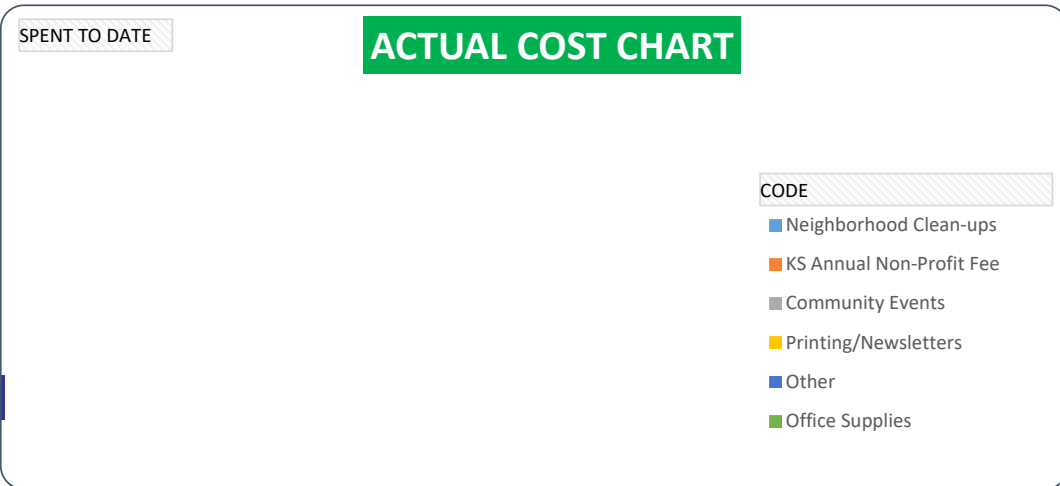 SPENT TO DATE
ACTUAL COST CHART
CODE
Neighborhood Clean-ups
KS Annual Non-Profit Fee
Community Events
Printing/Newsletters
Other
Office Supplies